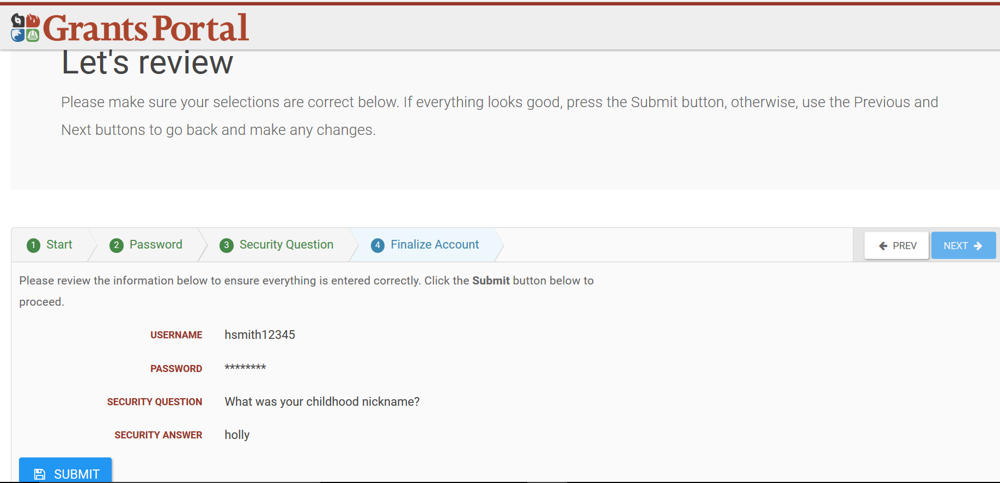 Grants Portal
Let's review
Please make sure your selections are correct below. If everything looks good, press the Submit button, otherwise, use the Previous and
Next buttons to go back and make any changes.
1 Start 2 Password 3 Security Question 4 Finalize Account PREV NEXT
Please review the information below to ensure everything is entered correctly. Click the Submit button below to
proceed.
USERNAME hsmith12345
PASSWORD ********
SECURITY QUESTION What was your childhood nickname?
SECURITY ANSWER holly
SUBMIT